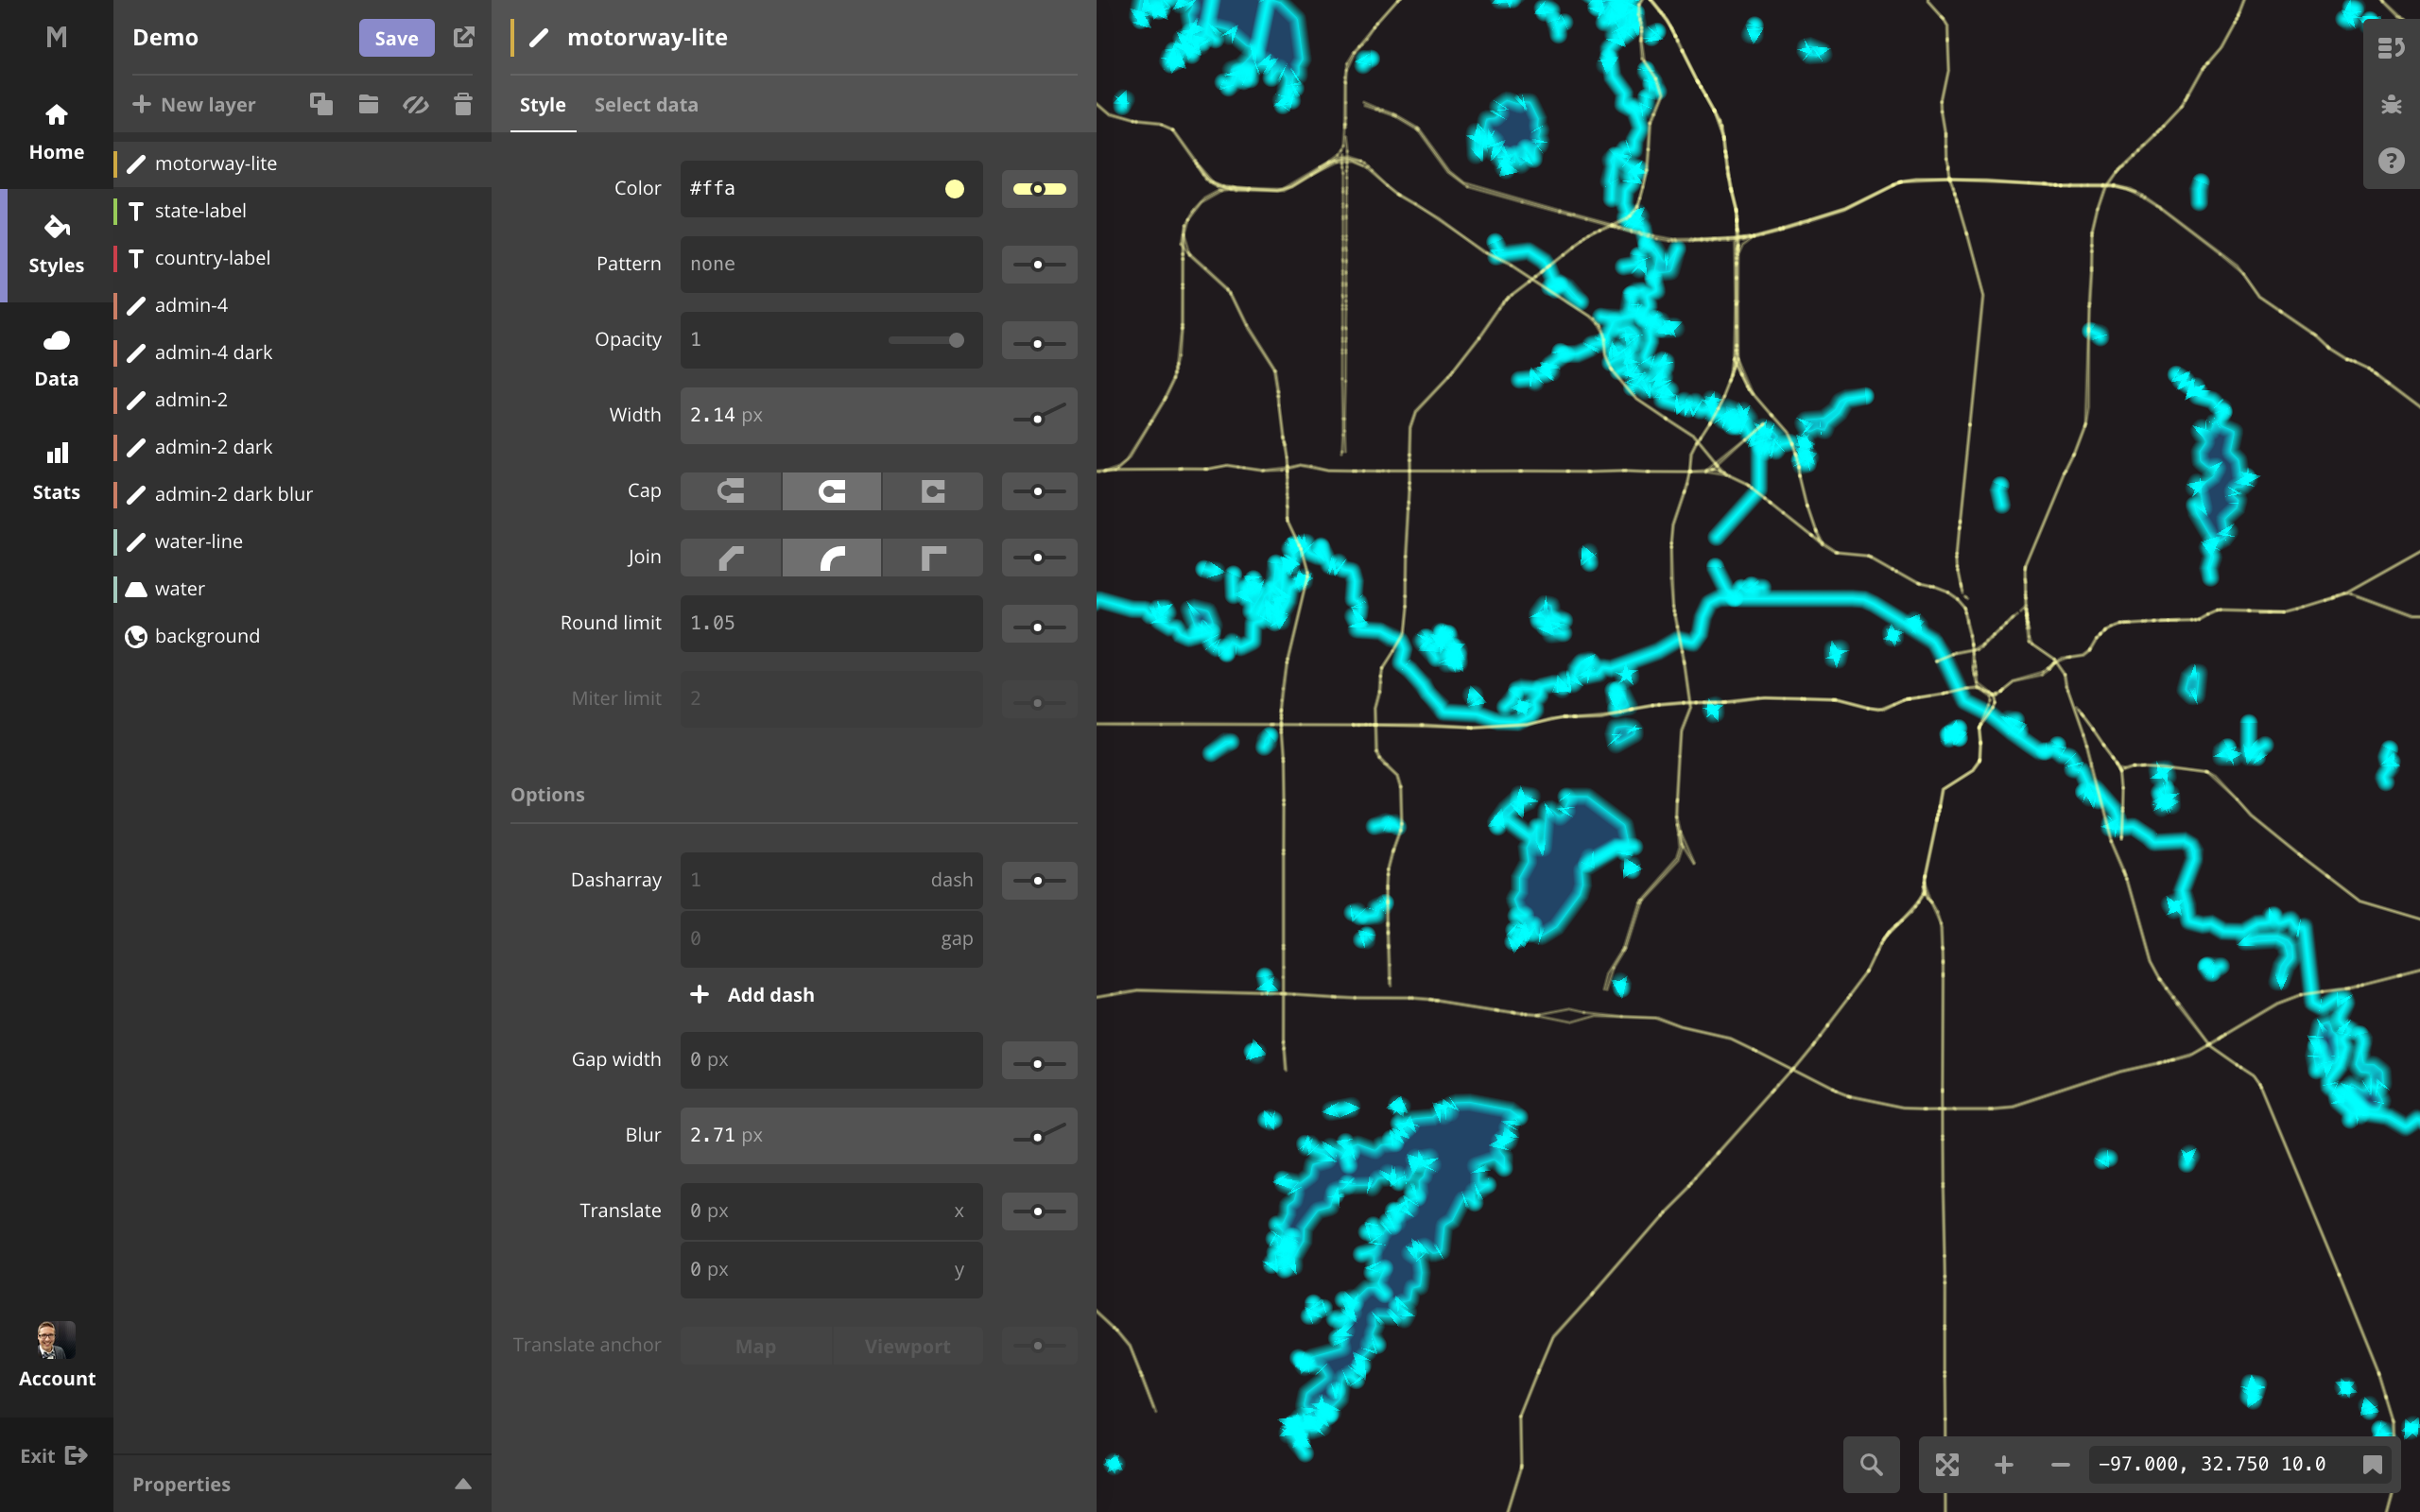 M
Home
Styles
Data
Stats
Account
Exit
Demo
Save
New layer
motorway-lite
state-label
country-label
admin-4
admin-4 dark
admin-2
admin-2 dark
admin-2 dark blur
water-line
water
background
Properties
motorway-lite
Style Select data
Color #ffa
Pattern none
Opacity 1
Width 2.14 px
Cap
Join
Round limit 1.05
Miter limit 2
Options
Dasharray 1 dash
0 gap
+ Add dash
Gap width 0 px
Blur 2.71 px
Translate 0 px x
0 px y
Translate anchor Map Viewport
?
−97.000, 32.750 10.0